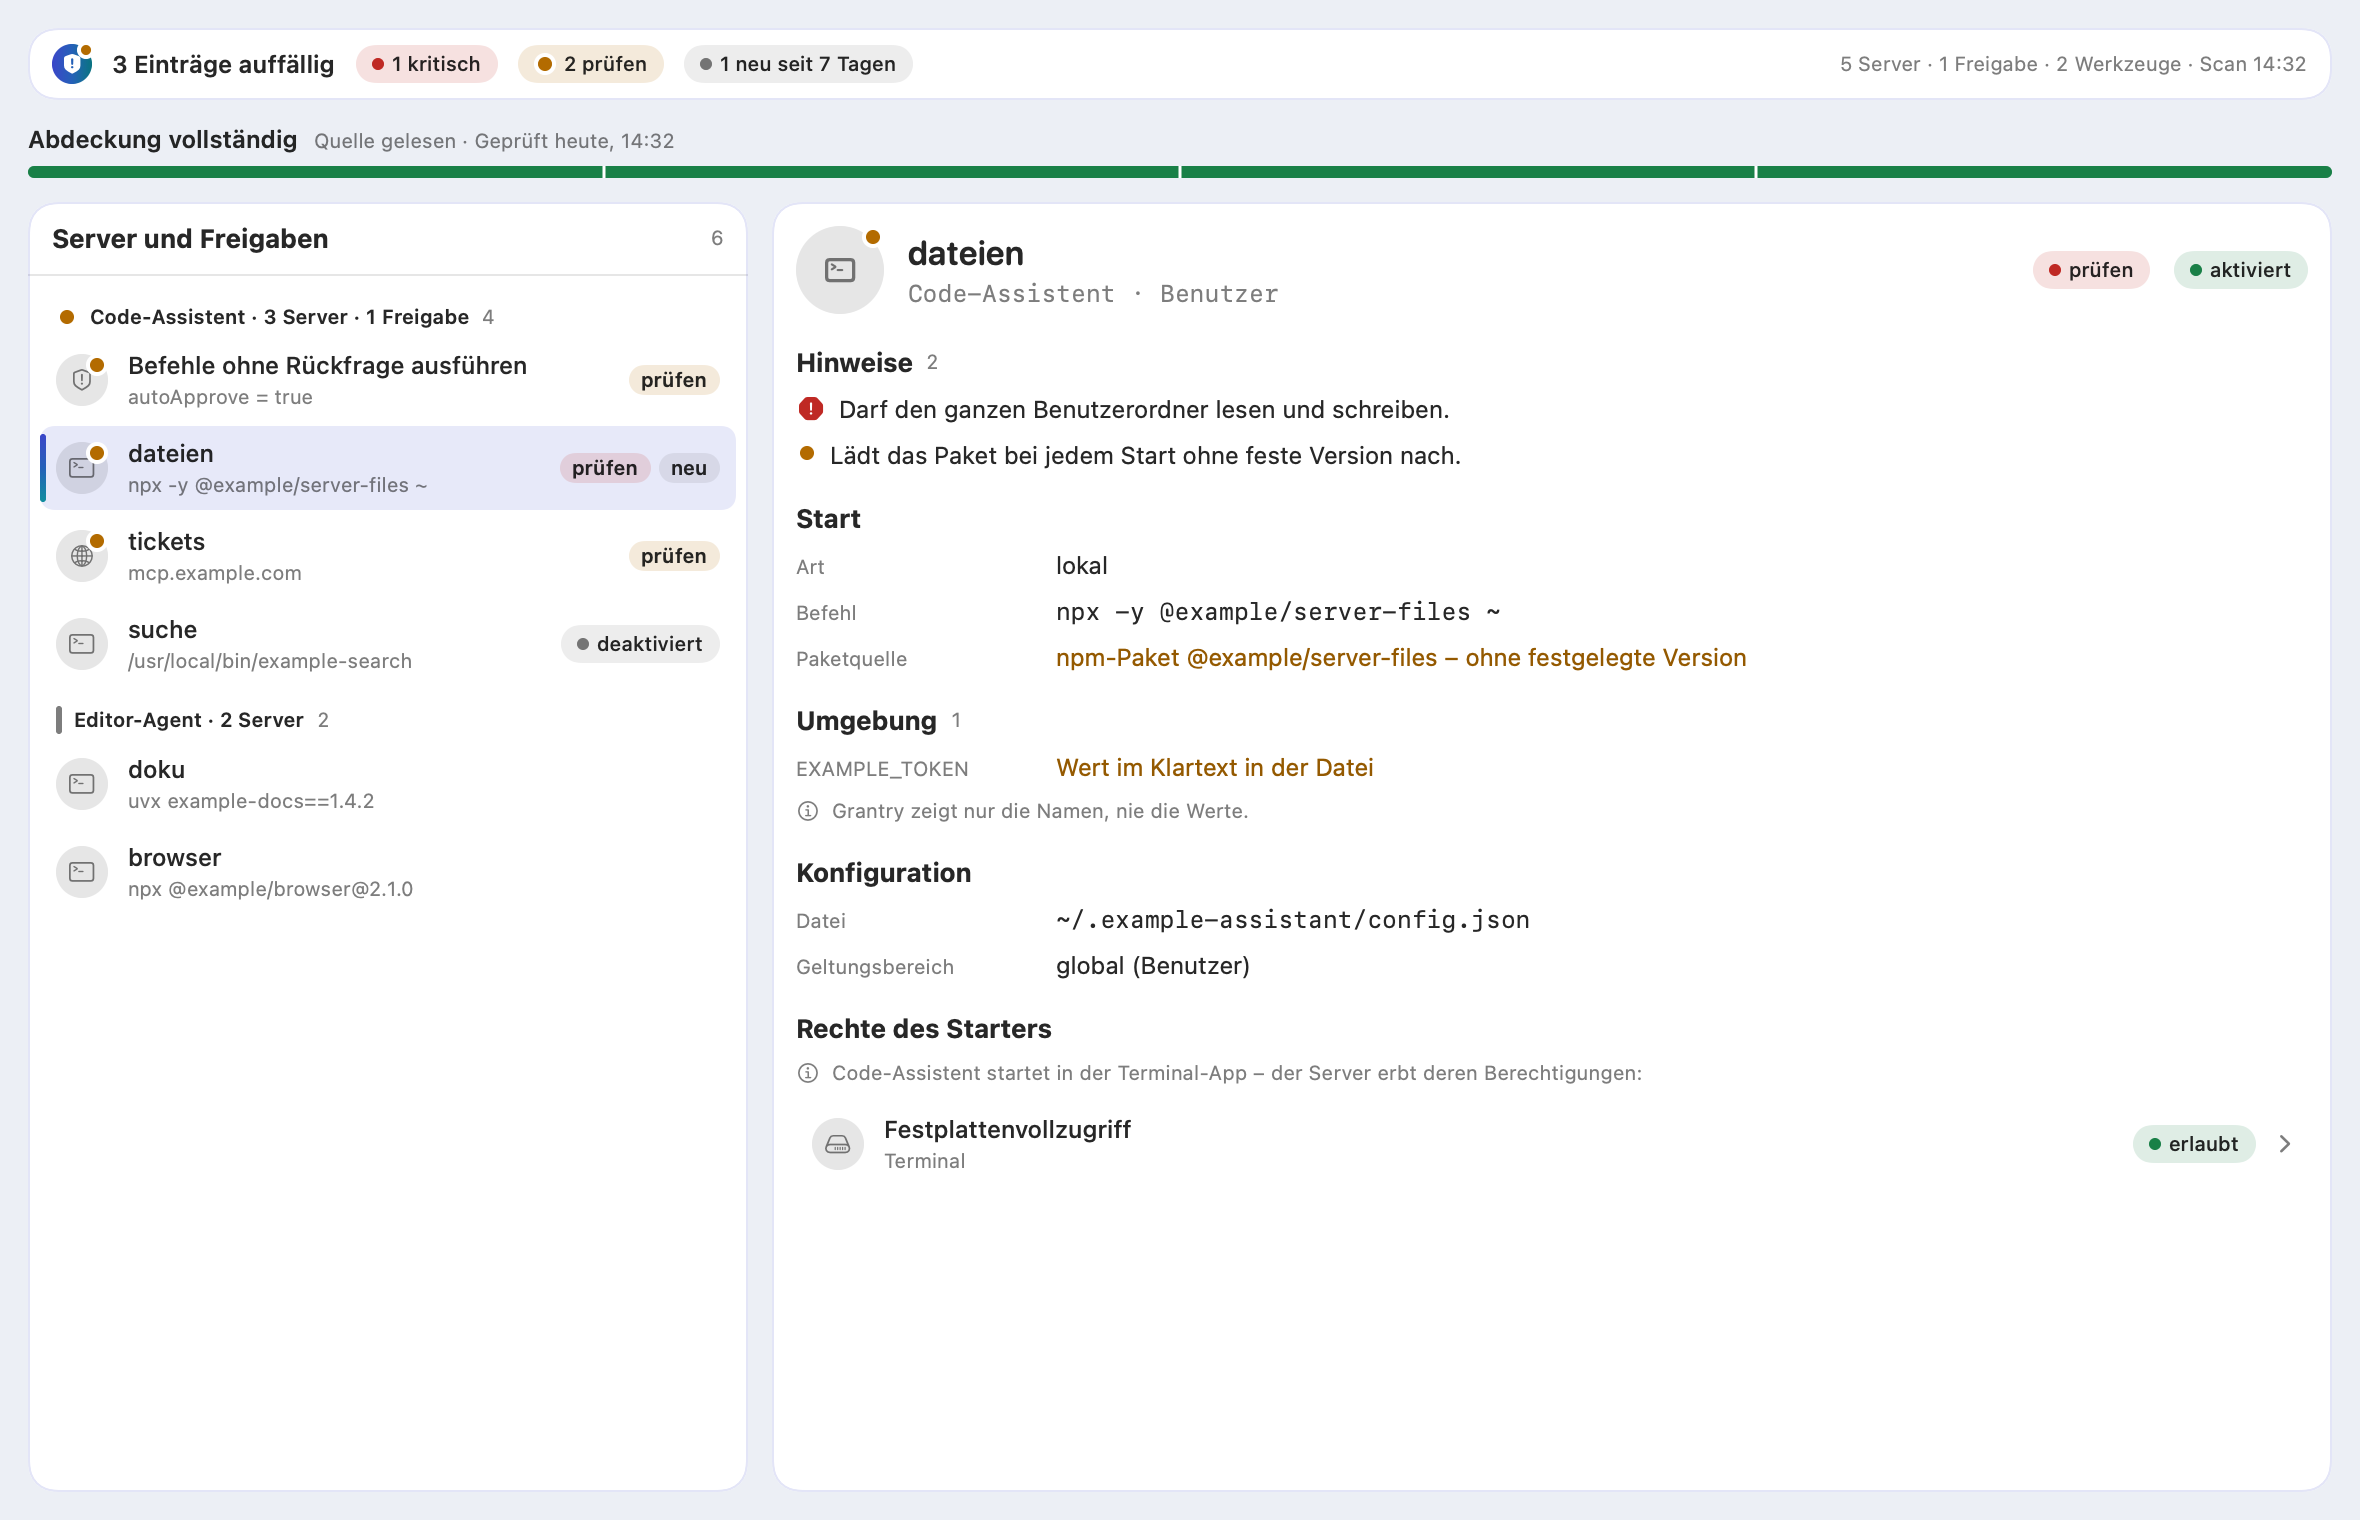 3 Einträge auffällig
1 kritisch
2 prüfen
1 neu seit 7 Tagen
5 Server · 1 Freigabe · 2 Werkzeuge · Scan 14:32
Abdeckung vollständig Quelle gelesen · Geprüft heute, 14:32
Server und Freigaben 6
Code-Assistent · 3 Server · 1 Freigabe 4
Befehle ohne Rückfrage ausführen
autoApprove = true
prüfen
dateien
npx -y @example/server-files ~
prüfen neu
tickets
mcp.example.com
prüfen
suche
/usr/local/bin/example-search
deaktiviert
Editor-Agent · 2 Server 2
doku
uvx example-docs==1.4.2
browser
npx @example/browser@2.1.0
dateien
Code-Assistent · Benutzer
prüfen
aktiviert
Hinweise 2
Darf den ganzen Benutzerordner lesen und schreiben.
Lädt das Paket bei jedem Start ohne feste Version nach.
Start
Art lokal
Befehl npx -y @example/server-files ~
Paketquelle npm-Paket @example/server-files – ohne festgelegte Version
Umgebung 1
EXAMPLE_TOKEN Wert im Klartext in der Datei
Grantry zeigt nur die Namen, nie die Werte.
Konfiguration
Datei ~/.example-assistant/config.json
Geltungsbereich global (Benutzer)
Rechte des Starters
Code-Assistent startet in der Terminal-App – der Server erbt deren Berechtigungen:
Festplattenvollzugriff
Terminal
erlaubt